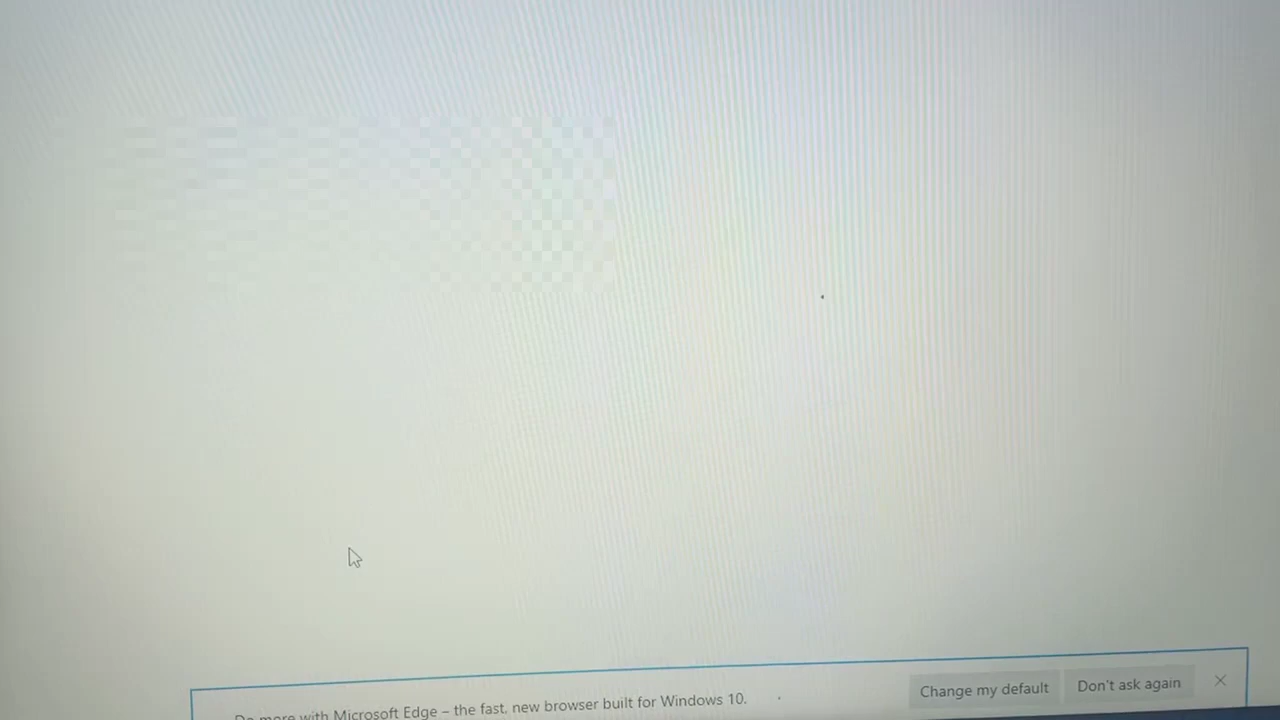 Do more with Microsoft Edge – the fast, new browser built for Windows 10.
Change my default
Don't ask again